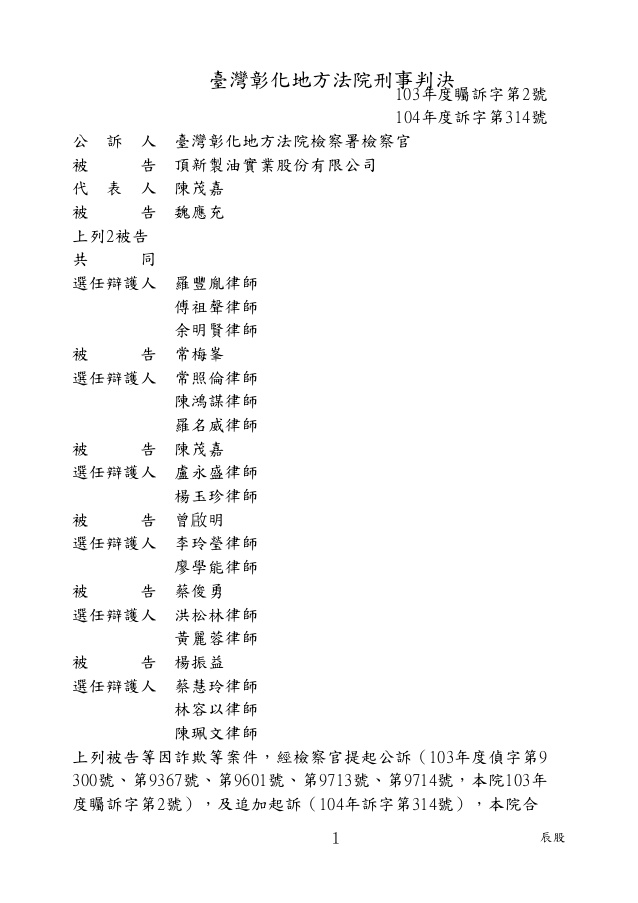 臺灣彰化地方法院刑事判決
103年度矚訴字第2號
104年度訴字第314號
公訴人 臺灣彰化地方法院檢察署檢察官
被告 頂新製油實業股份有限公司
代表人 陳茂嘉
被告 魏應充
上列2被告
共同
選任辯護人 羅豐胤律師
傅祖聲律師
余明賢律師
被告 常梅峯
選任辯護人 常照倫律師
陳鴻謀律師
羅名威律師
被告 陳茂嘉
選任辯護人 盧永盛律師
楊玉珍律師
被告 曾啟明
選任辯護人 李玲瑩律師
廖學能律師
被告 蔡俊勇
選任辯護人 洪松林律師
黃麗蓉律師
被告 楊振益
選任辯護人 蔡慧玲律師
林容以律師
陳珮文律師
上列被告等因詐欺等案件，經檢察官提起公訴（103年度偵字第9
300號、第9367號、第9601號、第9713號、第9714號，本院103年
度矚訴字第2號），及追加起訴（104年訴字第314號），本院合
1
辰股